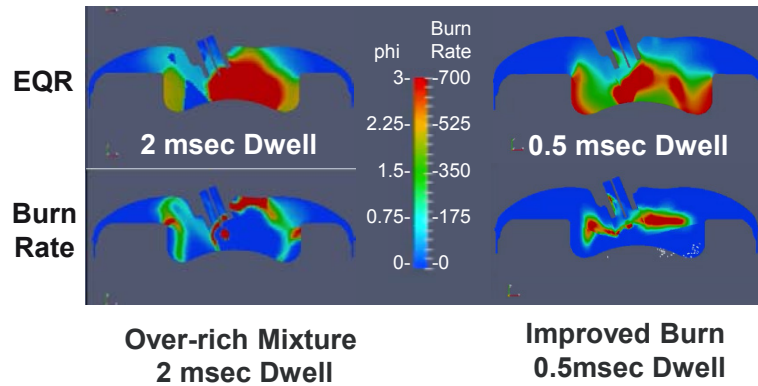 Burn
phi Rate
EQR
3- -700
2.25- -525
1.5- -350
0.75- -175
0- -0
2 msec Dwell
0.5 msec Dwell
Burn
Rate
Over-rich Mixture
2 msec Dwell
Improved Burn
0.5msec Dwell